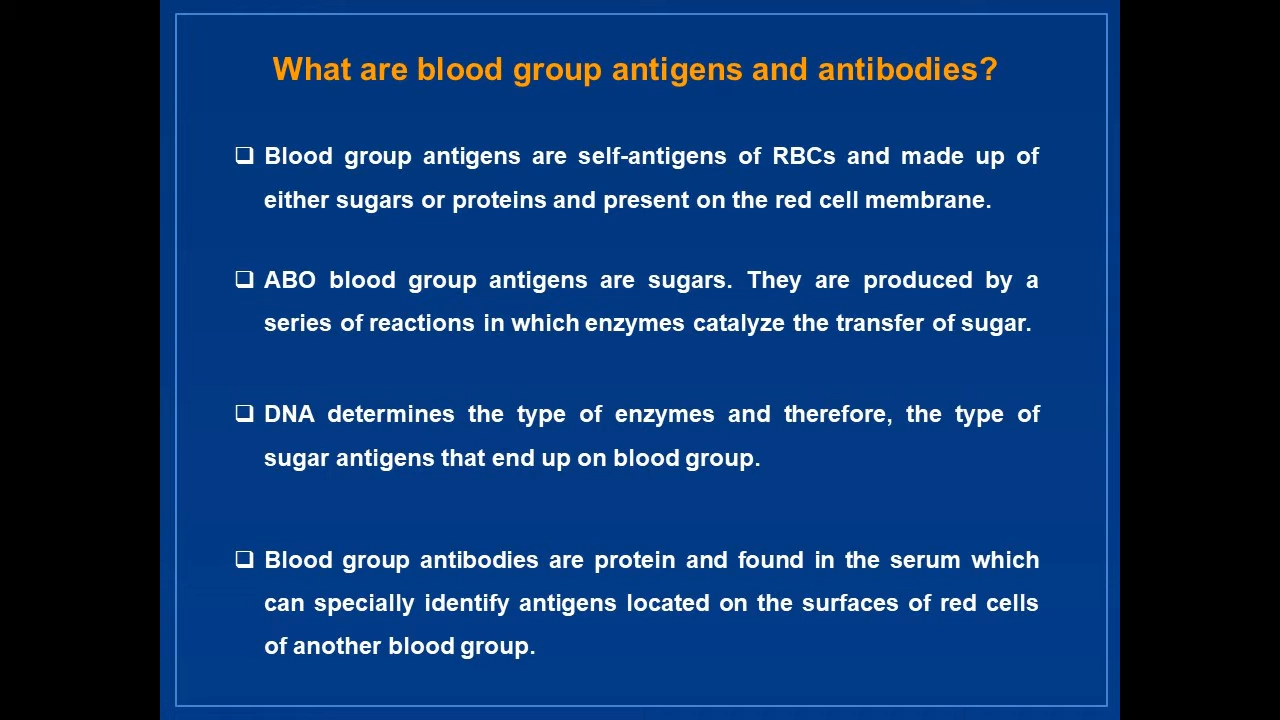 What are blood group antigens and antibodies?
❑ Blood group antigens are self-antigens of RBCs and made up of
either sugars or proteins and present on the red cell membrane.
❑ ABO blood group antigens are sugars. They are produced by a
series of reactions in which enzymes catalyze the transfer of sugar.
❑ DNA determines the type of enzymes and therefore, the type of
sugar antigens that end up on blood group.
❑ Blood group antibodies are protein and found in the serum which
can specially identify antigens located on the surfaces of red cells
of another blood group.